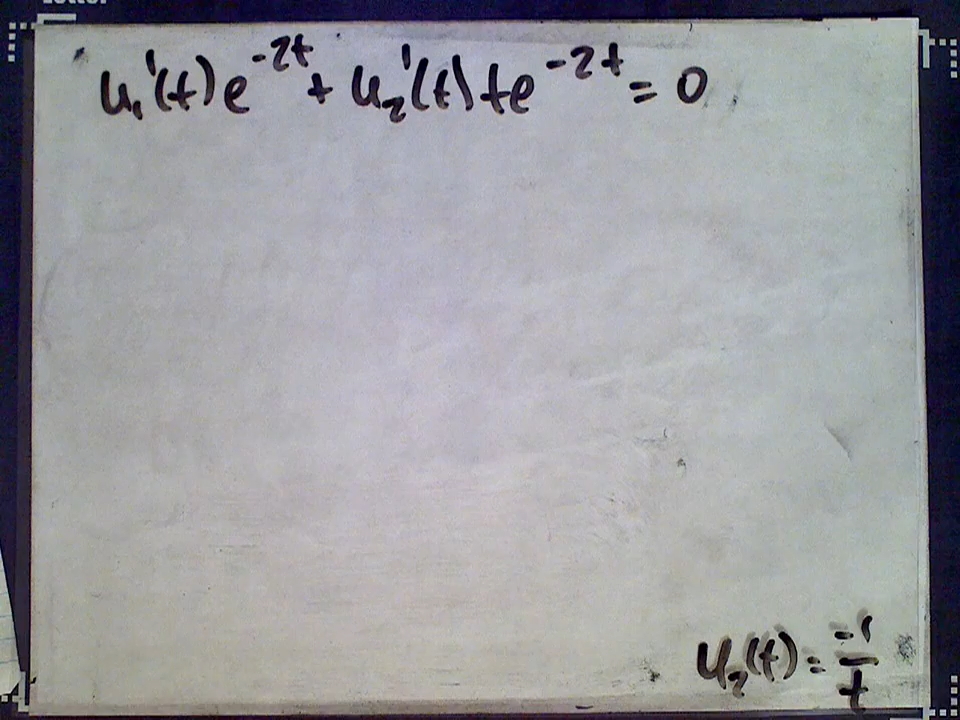 u₁'(t)e^{-2t} + u₂'(t)te^{-2t} = 0
u₂(t) = -1/t